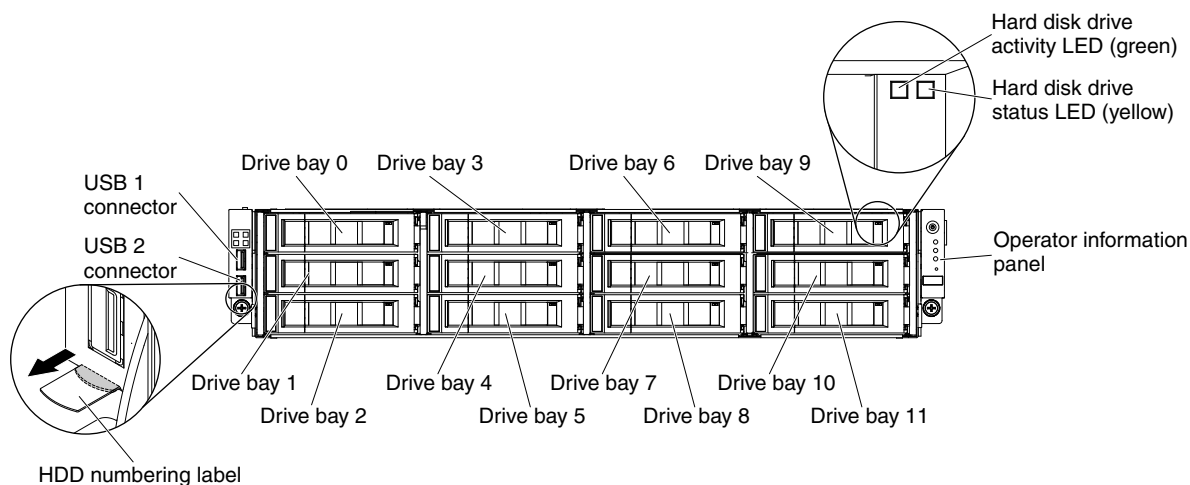 Hard disk drive
activity LED (green)
Hard disk drive
status LED (yellow)
Drive bay 0
Drive bay 3
Drive bay 6
Drive bay 9
USB 1
connector
USB 2
connector
Operator information
panel
Drive bay 1
Drive bay 4
Drive bay 7
Drive bay 10
Drive bay 2
Drive bay 5
Drive bay 8
Drive bay 11
HDD numbering label